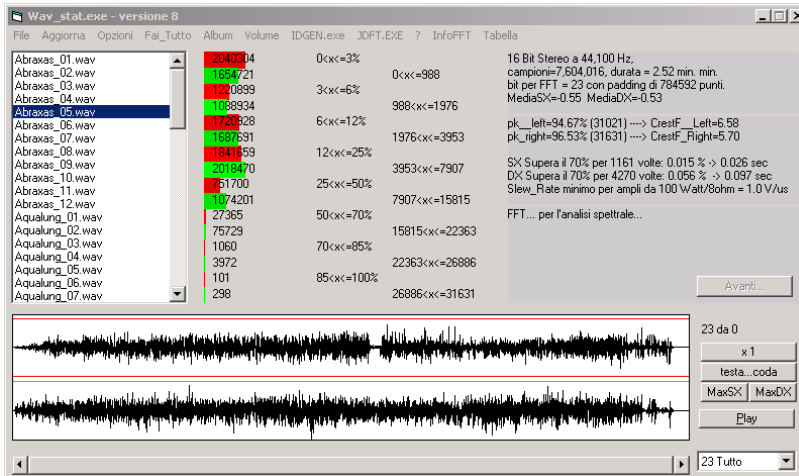 Wav_stat.exe - versione 8
File Aggiorna Opzioni Fai_Tutto Album Volume IDGEN.exe JDFT.EXE ? InfoFFT Tabella
Abraxas_01.wav
Abraxas_02.wav
Abraxas_03.wav
Abraxas_04.wav
Abraxas_05.wav
Abraxas_06.wav
Abraxas_07.wav
Abraxas_08.wav
Abraxas_09.wav
Abraxas_10.wav
Abraxas_11.wav
Abraxas_12.wav
Aqualung_01.wav
Aqualung_02.wav
Aqualung_03.wav
Aqualung_04.wav
Aqualung_05.wav
Aqualung_06.wav
Aqualung_07.wav
2040304 0<x<=3%
1654721 0<x<=988
1220899 3<x<=6%
1088934 988<x<=1976
1720928 6<x<=12%
1687691 1976<x<=3953
1841659 12<x<=25%
2018470 3953<x<=7907
751700 25<x<=50%
1074201 7907<x<=15815
27365 50<x<=70%
75729 15815<x<=22363
1060 70<x<=85%
3972 22363<x<=26886
101 85<x<=100%
298 26886<x<=31631
16 Bit Stereo a 44,100 Hz,
campioni=7,604,016, durata = 2.52 min. min.
bit per FFT = 23 con padding di 784592 punti.
MediaSX=-0.55 MediaDX=-0.53
pk__left=94.67% (31021) ----> CrestF__Left=6.58
pk_right=96.53% (31631) ----> CrestF_Right=5.70
SX Supera il 70% per 1161 volte: 0.015 % -> 0.026 sec
DX Supera il 70% per 4270 volte: 0.056 % -> 0.097 sec
Slew_Rate minimo per ampli da 100 Watt/8ohm = 1.0 V/us
FFT... per l'analisi spettrale...
Avanti...
23 da 0
x 1
testa...coda
MaxSX MaxDX
Play
23 Tutto